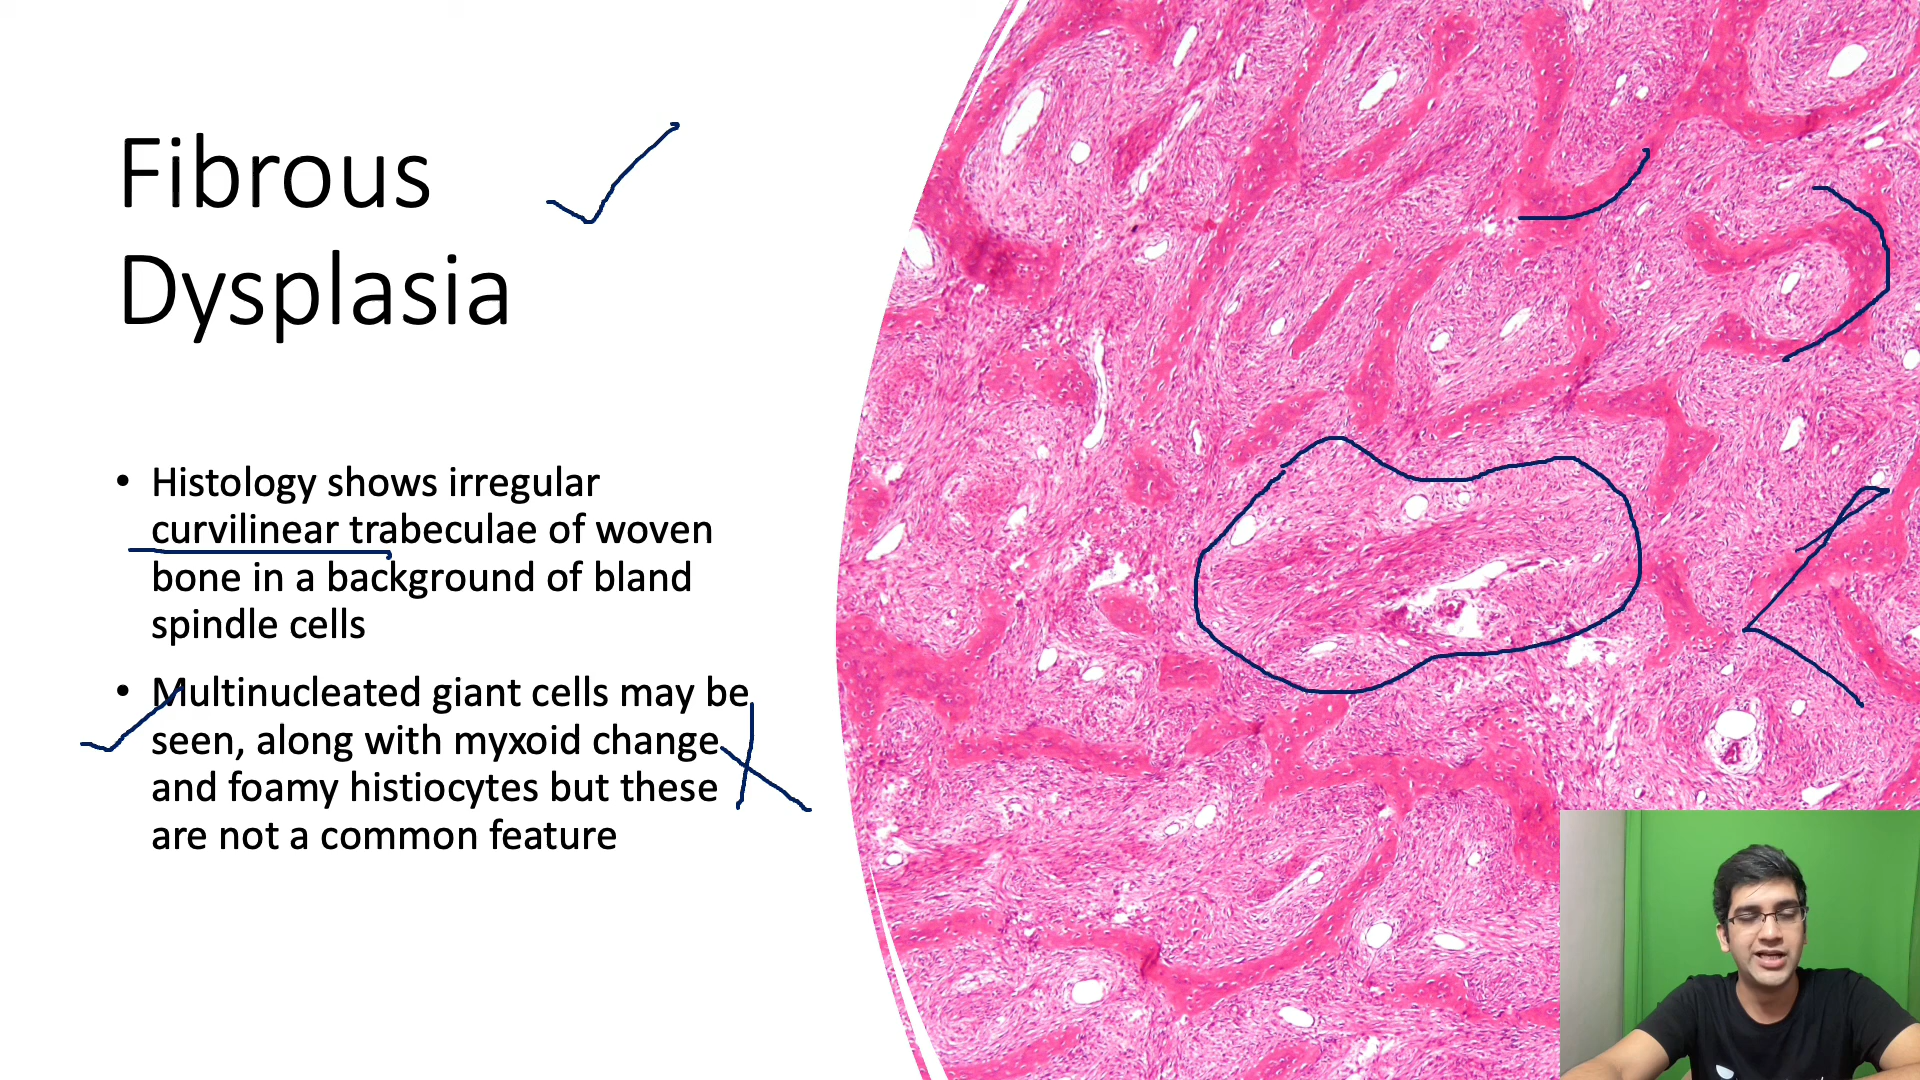 Fibrous
Dysplasia
• Histology shows irregular
curvilinear trabeculae of woven
bone in a background of bland
spindle cells
• Multinucleated giant cells may be
seen, along with myxoid change
and foamy histiocytes but these
are not a common feature